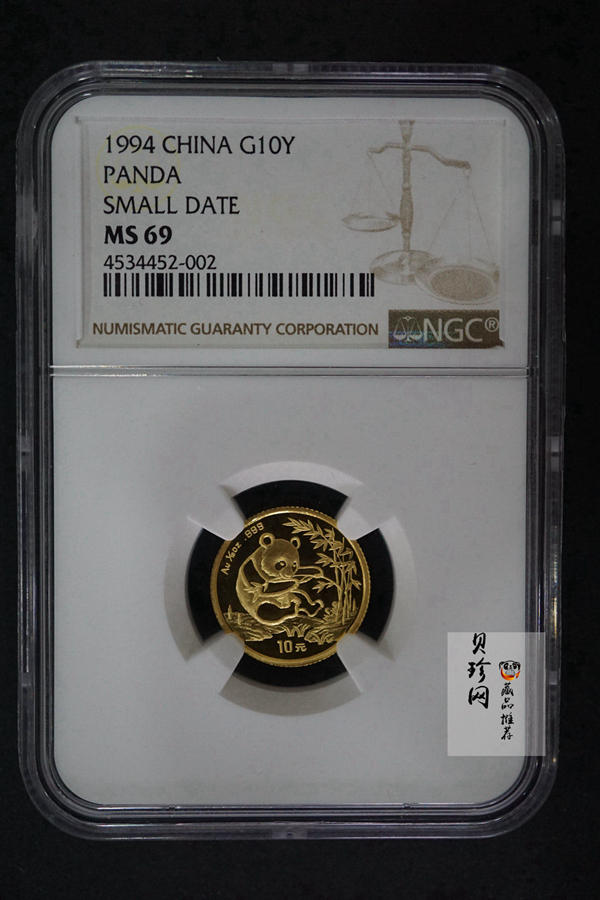 1994 CHINA G10Y
PANDA
SMALL DATE
MS 69
4534452-002
NUMISMATIC GUARANTY CORPORATION
NGC®
Au ⅒oz .999
10元
贝珍网
藏品推荐